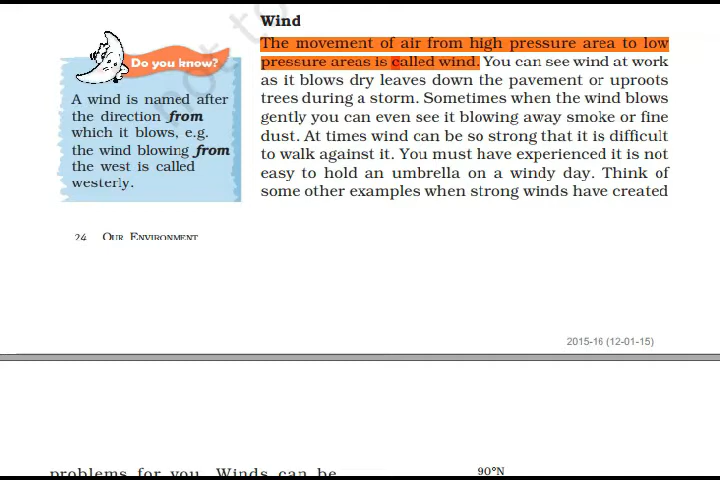 Wind
The movement of air from high pressure area to low
pressure areas is called wind. You can see wind at work
as it blows dry leaves down the pavement or uproots
trees during a storm. Sometimes when the wind blows
gently you can even see it blowing away smoke or fine
dust. At times wind can be so strong that it is difficult
to walk against it. You must have experienced it is not
easy to hold an umbrella on a windy day. Think of
some other examples when strong winds have created
Do you know?
A wind is named after
the direction from
which it blows, e.g.
the wind blowing from
the west is called
westerly.
24 OUR ENVIRONMENT
2015-16 (12-01-15)
problems for you. Winds can be
90°N
not to